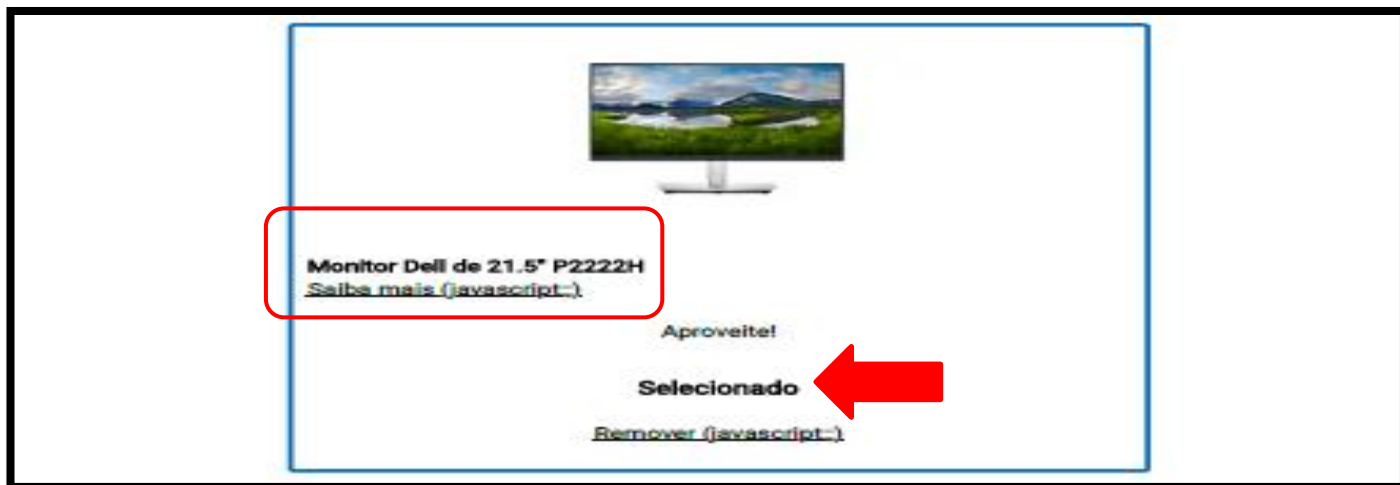 Monitor Dell de 21.5" P2222H
Saiba mais (javascript:;)
Aproveite!
Selecionado
Remover (javascript:;)